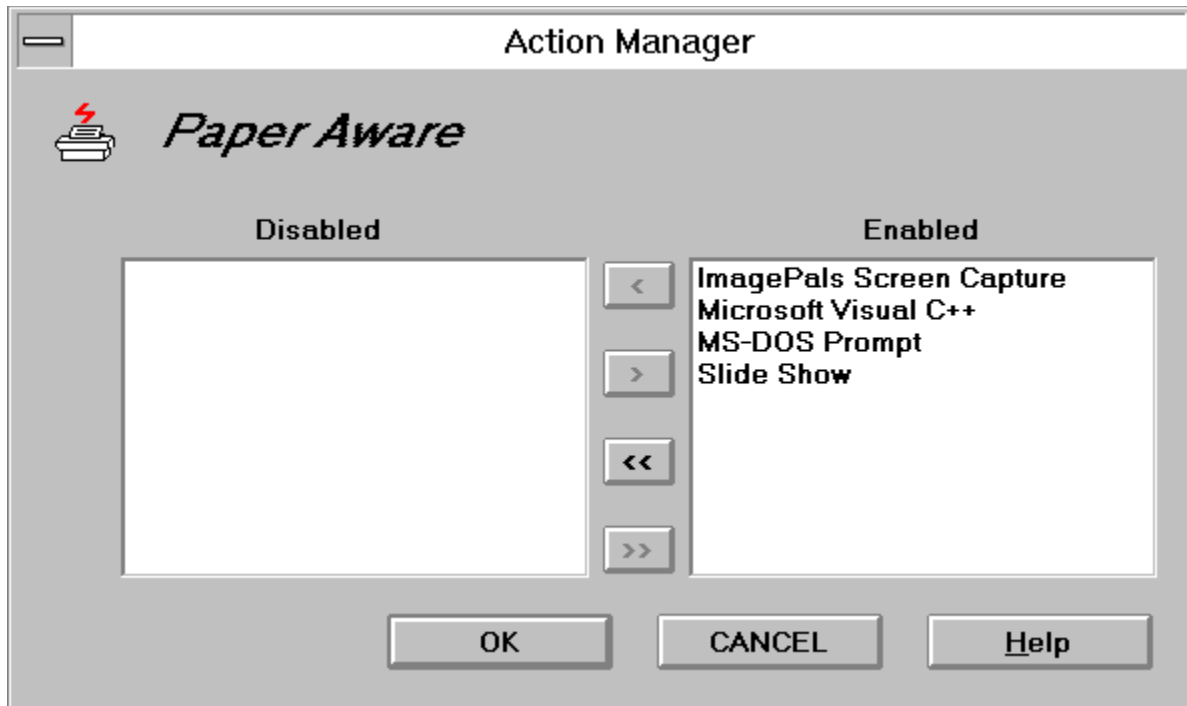 Action Manager
Paper Aware
Disabled
Enabled
ImagePals Screen Capture
Microsoft Visual C++
MS-DOS Prompt
Slide Show
<
>
<<
>>
OK
CANCEL
Help